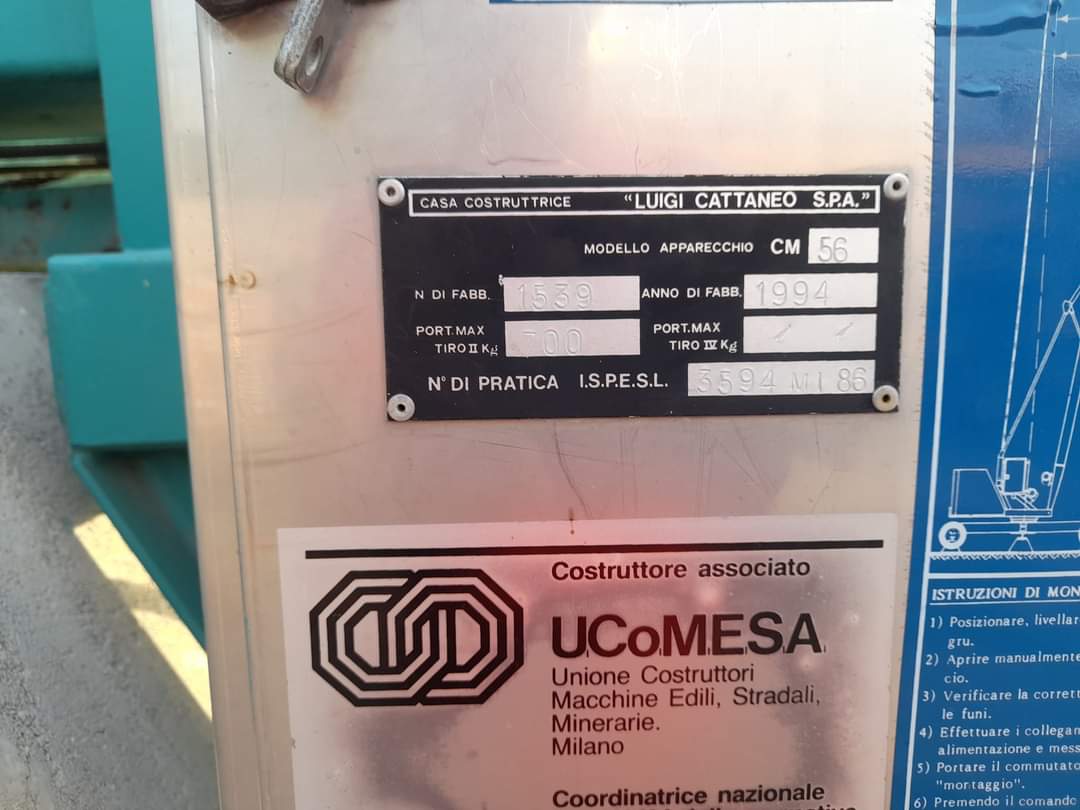 CASA COSTRUTTRICE "LUIGI CATTANEO S.P.A."
MODELLO APPARECCHIO CM 56
N DI FABB. 1539 ANNO DI FABB. 1994
PORT. MAX TIRO II Kg 700 PORT. MAX TIRO IV Kg
N° DI PRATICA I.S.P.E.S.L. 3594 MI 86
Costruttore associato
U.Co.M.E.S.A.
Unione Costruttori
Macchine Edili, Stradali,
Minerarie.
Milano
Coordinatrice nazionale
ISTRUZIONI DI MON
1) Posizionare, livellar
gru.
2) Aprire manualmente
cio.
3) Verificare la corrett
le funi.
4) Effettuare i collegam
alimentazione e mess
5) Portare il commutato
"montaggio".
6) Premendo il comando